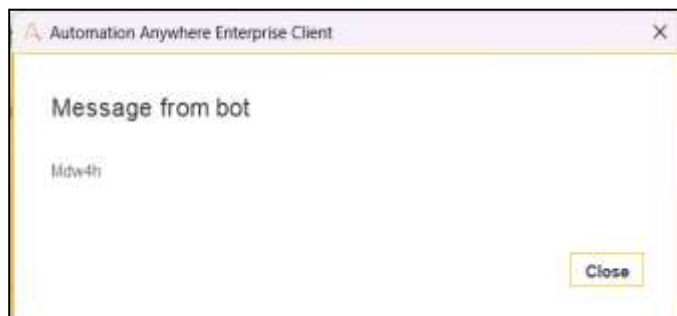 Automation Anywhere Enterprise Client
Message from bot
Mdw4h
Close